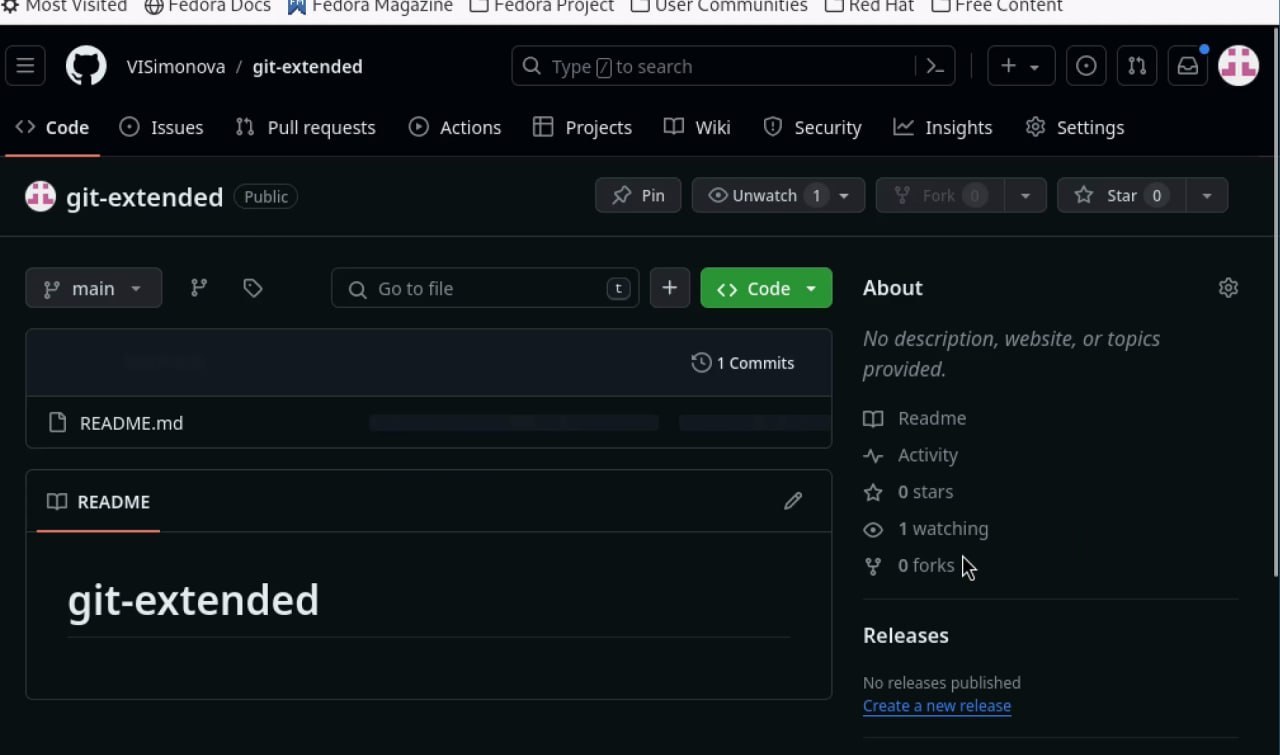 Most Visited Fedora Docs Fedora Magazine Fedora Project User Communities Red Hat Free Content
VISimonova / git-extended Type / to search
Code Issues Pull requests Actions Projects Wiki Security Insights Settings
git-extended Public Pin Unwatch 1 Fork 0 Star 0
main Go to file t + Code About
No description, website, or topics
provided.
1 Commits
README.md
Readme
Activity
0 stars
1 watching
0 forks
README
git-extended
Releases
No releases published
Create a new release